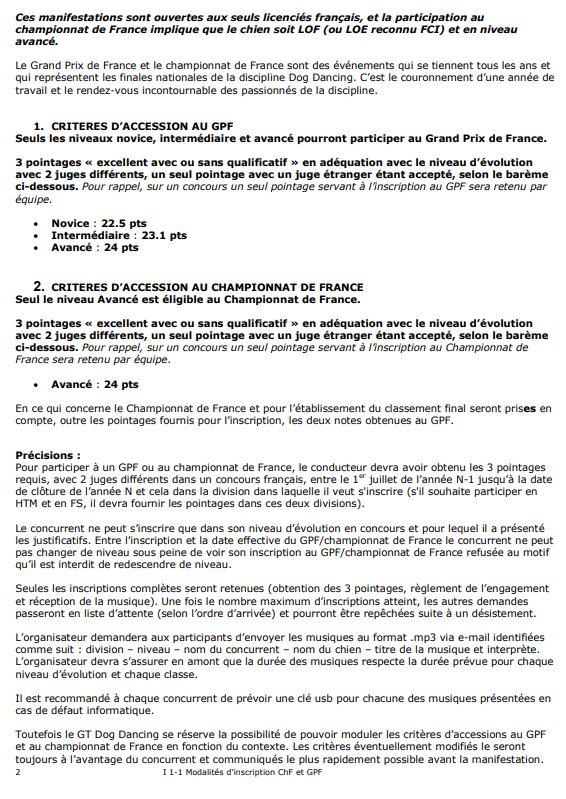 Ces manifestations sont ouvertes aux seuls licenciés français, et la participation au
championnat de France implique que le chien soit LOF (ou LOE reconnu FCI) et en niveau
avancé.
Le Grand Prix de France et le championnat de France sont des événements qui se tiennent tous les ans et
qui représentent les finales nationales de la discipline Dog Dancing. C’est le couronnement d’une année de
travail et le rendez-vous incontournable des passionnés de la discipline.
1. CRITERES D’ACCESSION AU GPF
Seuls les niveaux novice, intermédiaire et avancé pourront participer au Grand Prix de France.
3 pointages « excellent avec ou sans qualificatif » en adéquation avec le niveau d’évolution
avec 2 juges différents, un seul pointage avec un juge étranger étant accepté, selon le barème
ci-dessous. Pour rappel, sur un concours un seul pointage servant à l’inscription au GPF sera retenu par
équipe.
• Novice : 22.5 pts
• Intermédiaire : 23.1 pts
• Avancé : 24 pts
2. CRITERES D’ACCESSION AU CHAMPIONNAT DE FRANCE
Seul le niveau Avancé est éligible au Championnat de France.
3 pointages « excellent avec ou sans qualificatif » en adéquation avec le niveau d’évolution
avec 2 juges différents, un seul pointage avec un juge étranger étant accepté, selon le barème
ci-dessous. Pour rappel, sur un concours un seul pointage servant à l’inscription au Championnat de
France sera retenu par équipe.
• Avancé : 24 pts
En ce qui concerne le Championnat de France et pour l’établissement du classement final seront prises en
compte, outre les pointages fournis pour l’inscription, les deux notes obtenues au GPF.
Précisions :
Pour participer à un GPF ou au championnat de France, le conducteur devra avoir obtenu les 3 pointages
requis, avec 2 juges différents dans un concours français, entre le 1er juillet de l’année N-1 jusqu’à la date
de clôture de l’année N et cela dans la division dans laquelle il veut s'inscrire (s'il souhaite participer en
HTM et en FS, il devra fournir les pointages dans ces deux divisions).
Le concurrent ne peut s’inscrire que dans son niveau d’évolution en concours et pour lequel il a présenté
les justificatifs. Entre l’inscription et la date effective du GPF/championnat de France le concurrent ne peut
pas changer de niveau sous peine de voir son inscription au GPF/championnat de France refusée au motif
qu’il est interdit de redescendre de niveau.
Seules les inscriptions complètes seront retenues (obtention des 3 pointages, règlement de l’engagement
et réception de la musique). Une fois le nombre maximum d’inscriptions atteint, les autres demandes
passeront en liste d’attente (selon l’ordre d’arrivée) et pourront être repêchées suite à un désistement.
L’organisateur demandera aux participants d’envoyer les musiques au format .mp3 via e-mail identifiées
comme suit : division – niveau – nom du concurrent – nom du chien – titre de la musique et interprète.
L’organisateur devra s’assurer en amont que la durée des musiques respecte la durée prévue pour chaque
niveau d’évolution et chaque classe.
Il est recommandé à chaque concurrent de prévoir une clé usb pour chacune des musiques présentées en
cas de défaut informatique.
Toutefois le GT Dog Dancing se réserve la possibilité de pouvoir moduler les critères d’accessions au GPF
et au championnat de France en fonction du contexte. Les critères éventuellement modifiés le seront
toujours à l’avantage du concurrent et communiqués le plus rapidement possible avant la manifestation.
2 I 1-1 Modalités d’inscription ChF et GPF